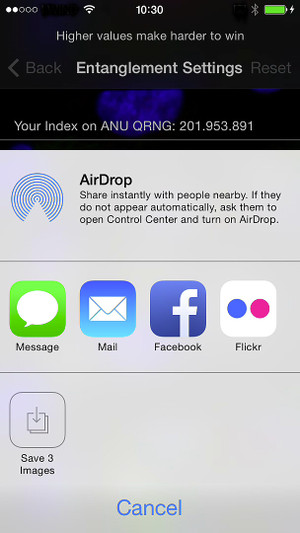 10:30
Higher values make harder to win
Back Entanglement Settings Reset
Your Index on ANU QRNG: 201.953.891
AirDrop
Share instantly with people nearby. If they
do not appear automatically, ask them to
open Control Center and turn on AirDrop.
Message Mail Facebook Flickr
Save 3
Images
Cancel